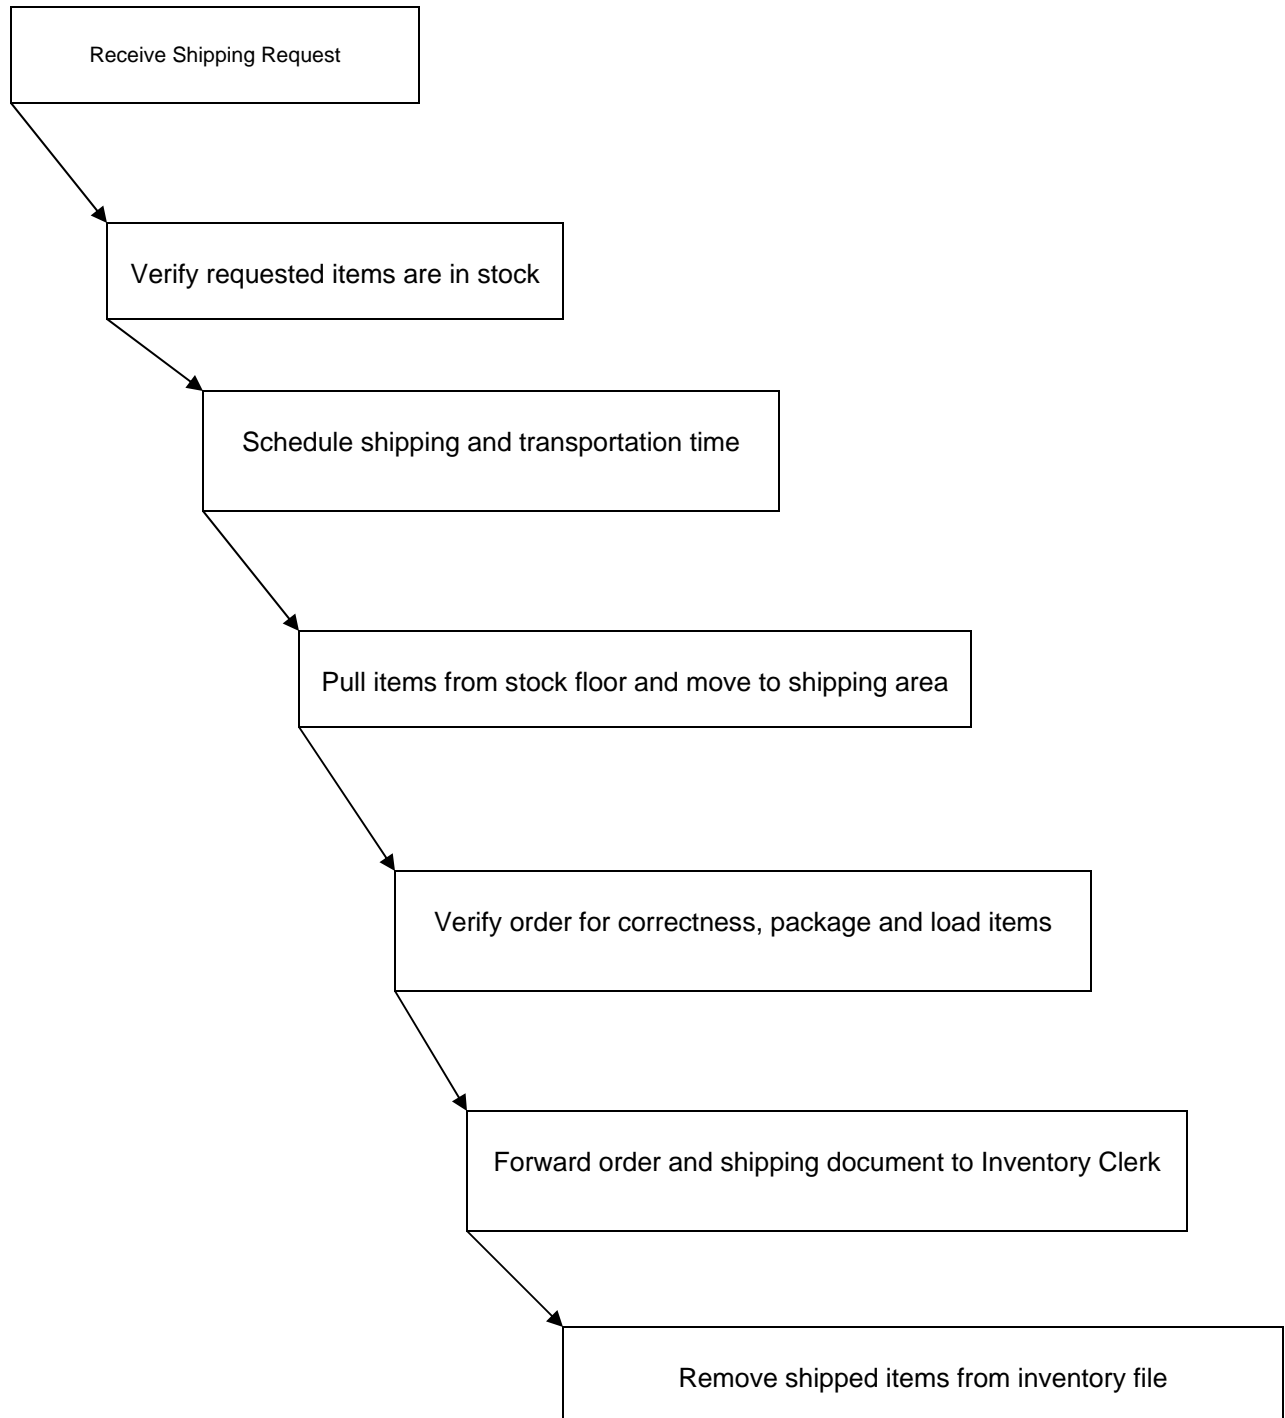 Receive Shipping Request
Verify requested items are in stock
Schedule shipping and transportation time
Pull items from stock floor and move to shipping area
Verify order for correctness, package and load items
Forward order and shipping document to Inventory Clerk
Remove shipped items from inventory file